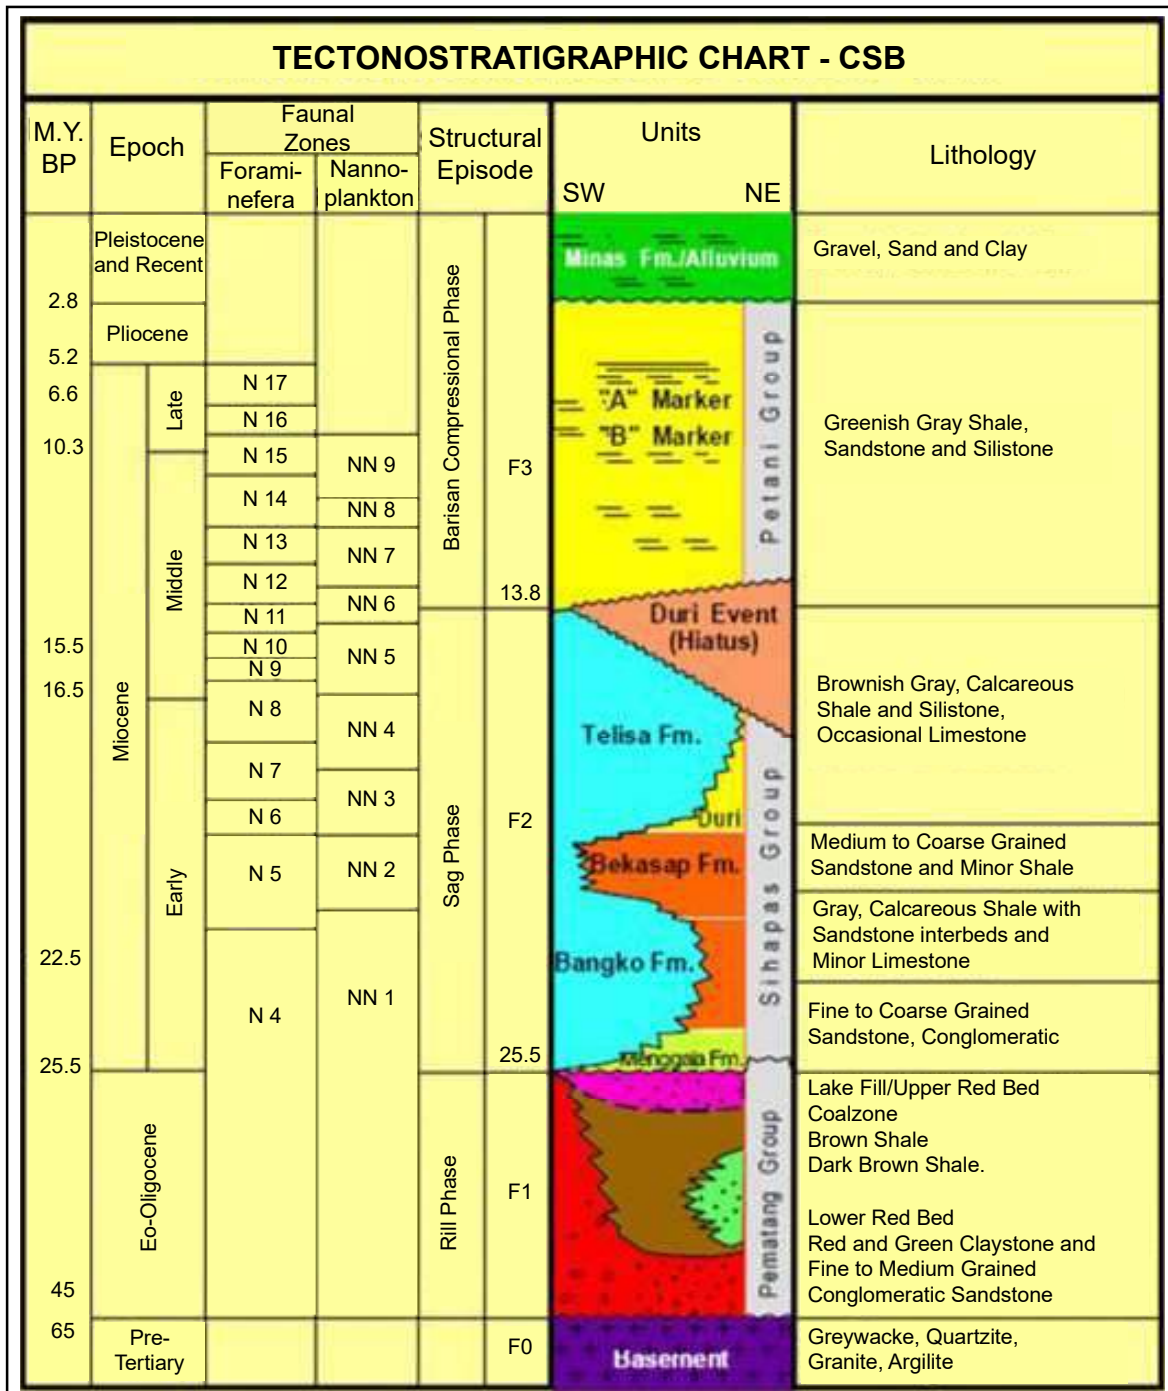 TECTONOSTRATIGRAPHIC CHART - CSB
M.Y.
BP
Epoch
Faunal
Zones
Forami-
nefera
Nanno-
plankton
Structural
Episode
Units
SW
NE
Lithology
2.8
5.2
6.6
10.3
15.5
16.5
22.5
25.5
45
65
Pleistocene
and Recent
Pliocene
Miocene
Late
Middle
Early
Eo-Oligocene
Pre-
Tertiary
N 17
N 16
N 15
N 14
N 13
N 12
N 11
N 10
N 9
N 8
N 7
N 6
N 5
N 4
NN 9
NN 8
NN 7
NN 6
NN 5
NN 4
NN 3
NN 2
NN 1
Barisan Compressional Phase
Sag Phase
Rill Phase
F3
13.8
F2
25.5
F1
F0
Minas Fm./Alluvium
"A" Marker
"B" Marker
Petani Group
Duri Event
(Hiatus)
Telisa Fm.
Duri
Bekasap Fm.
Bangko Fm.
Menggala Fm.
Sihapas Group
Pematang Group
Basement
Gravel, Sand and Clay
Greenish Gray Shale,
Sandstone and Silistone
Brownish Gray, Calcareous
Shale and Silistone,
Occasional Limestone
Medium to Coarse Grained
Sandstone and Minor Shale
Gray, Calcareous Shale with
Sandstone interbeds and
Minor Limestone
Fine to Coarse Grained
Sandstone, Conglomeratic
Lake Fill/Upper Red Bed
Coalzone
Brown Shale
Dark Brown Shale.
Lower Red Bed
Red and Green Claystone and
Fine to Medium Grained
Conglomeratic Sandstone
Greywacke, Quartzite,
Granite, Argilite